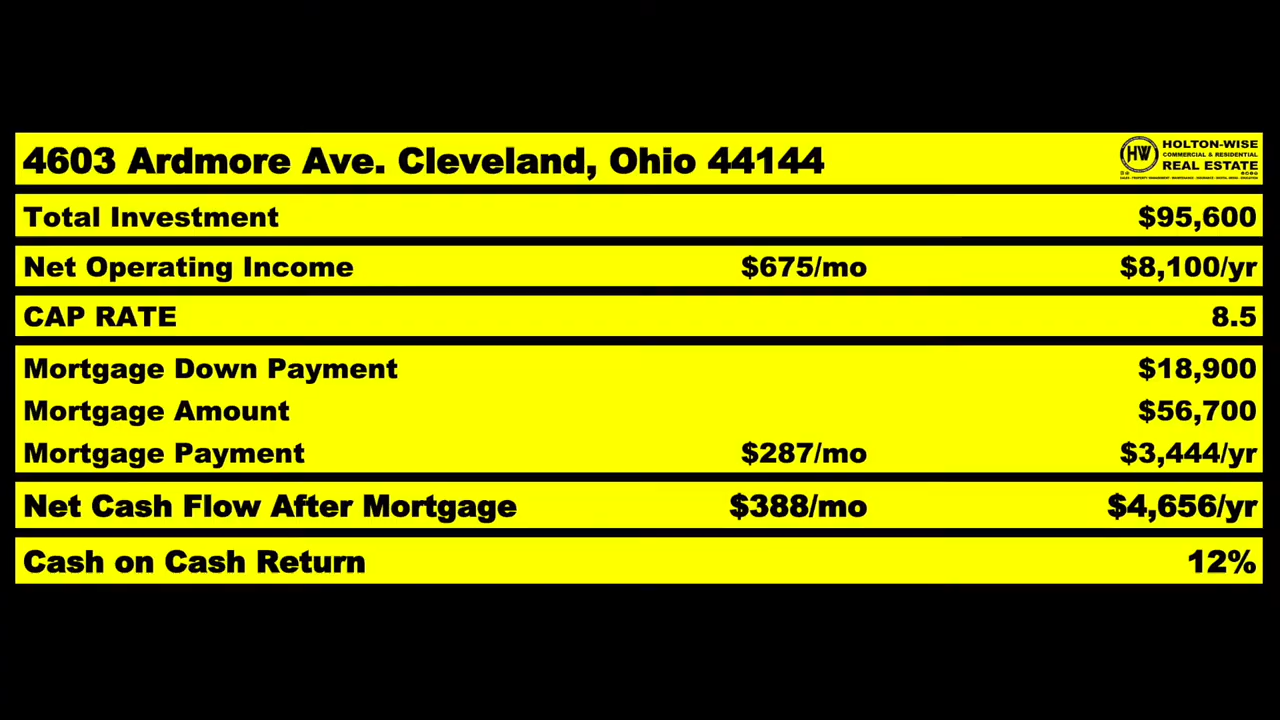 4603 Ardmore Ave. Cleveland, Ohio 44144
HW
HOLTON-WISE
COMMERCIAL & RESIDENTIAL
REAL ESTATE
Total Investment $95,600
Net Operating Income $675/mo $8,100/yr
CAP RATE 8.5
Mortgage Down Payment $18,900
Mortgage Amount $56,700
Mortgage Payment $287/mo $3,444/yr
Net Cash Flow After Mortgage $388/mo $4,656/yr
Cash on Cash Return 12%